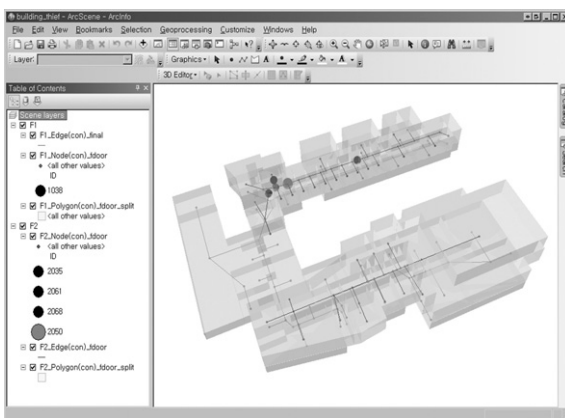 building_thief - ArcScene - ArcInfo
File Edit View Bookmarks Selection Geoprocessing Customize Windows Help
Layer: Graphics
3D Editor
Table of Contents
Scene layers
F1
F1_Edge(con)_final
F1_Node(con)_tdoor
<all other values>
ID
1038
F1_Polygon(con)_tdoor_split
<all other values>
F2
F2_Node(con)_tdoor
<all other values>
ID
2035
2061
2068
2050
F2_Edge(con)_tdoor
F2_Polygon(con)_tdoor_split